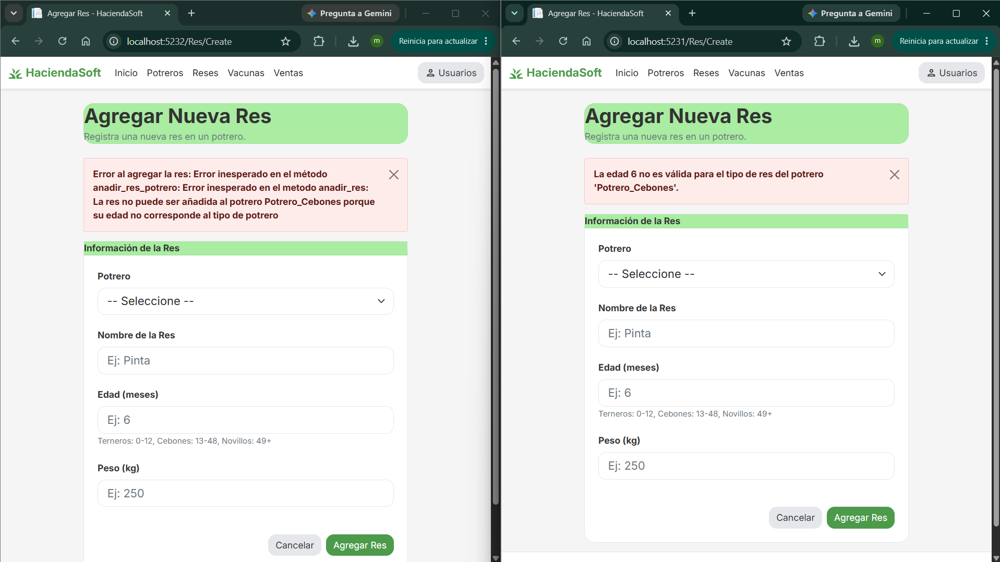 Agregar Res - HaciendaSoft
Pregunta a Gemini
localhost:5232/Res/Create
m
Reinicia para actualizar
HaciendaSoft
Inicio
Potreros
Reses
Vacunas
Ventas
Usuarios
Agregar Nueva Res
Registra una nueva res en un potrero.
Error al agregar la res: Error inesperado en el método
anadir_res_potrero: Error inesperado en el metodo anadir_res:
La res no puede ser añadida al potrero Potrero_Cebones porque
su edad no corresponde al tipo de potrero
Información de la Res
Potrero
-- Seleccione --
Nombre de la Res
Ej: Pinta
Edad (meses)
Ej: 6
Terneros: 0-12, Cebones: 13-48, Novillos: 49+
Peso (kg)
Ej: 250
Cancelar
Agregar Res
Agregar Res - HaciendaSoft
Pregunta a Gemini
localhost:5231/Res/Create
m
Reinicia para actualizar
HaciendaSoft
Inicio
Potreros
Reses
Vacunas
Ventas
Usuarios
Agregar Nueva Res
Registra una nueva res en un potrero.
La edad 6 no es válida para el tipo de res del potrero
'Potrero_Cebones'.
Información de la Res
Potrero
-- Seleccione --
Nombre de la Res
Ej: Pinta
Edad (meses)
Ej: 6
Terneros: 0-12, Cebones: 13-48, Novillos: 49+
Peso (kg)
Ej: 250
Cancelar
Agregar Res